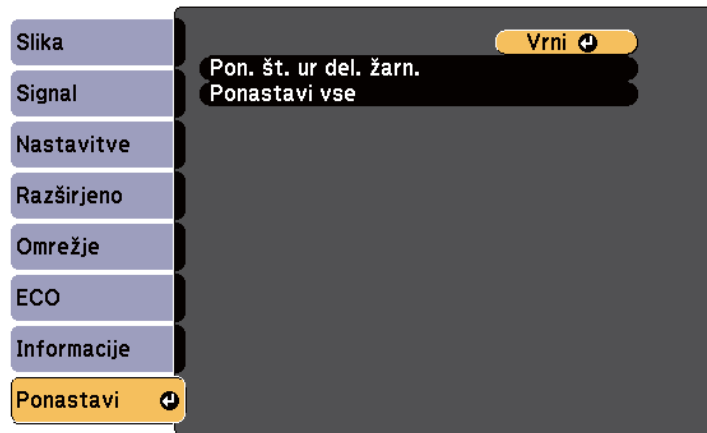 Slika
Signal
Nastavitve
Razširjeno
Omrežje
ECO
Informacije
Ponastavi
Vrni
Pon. št. ur del. žarn.
Ponastavi vse